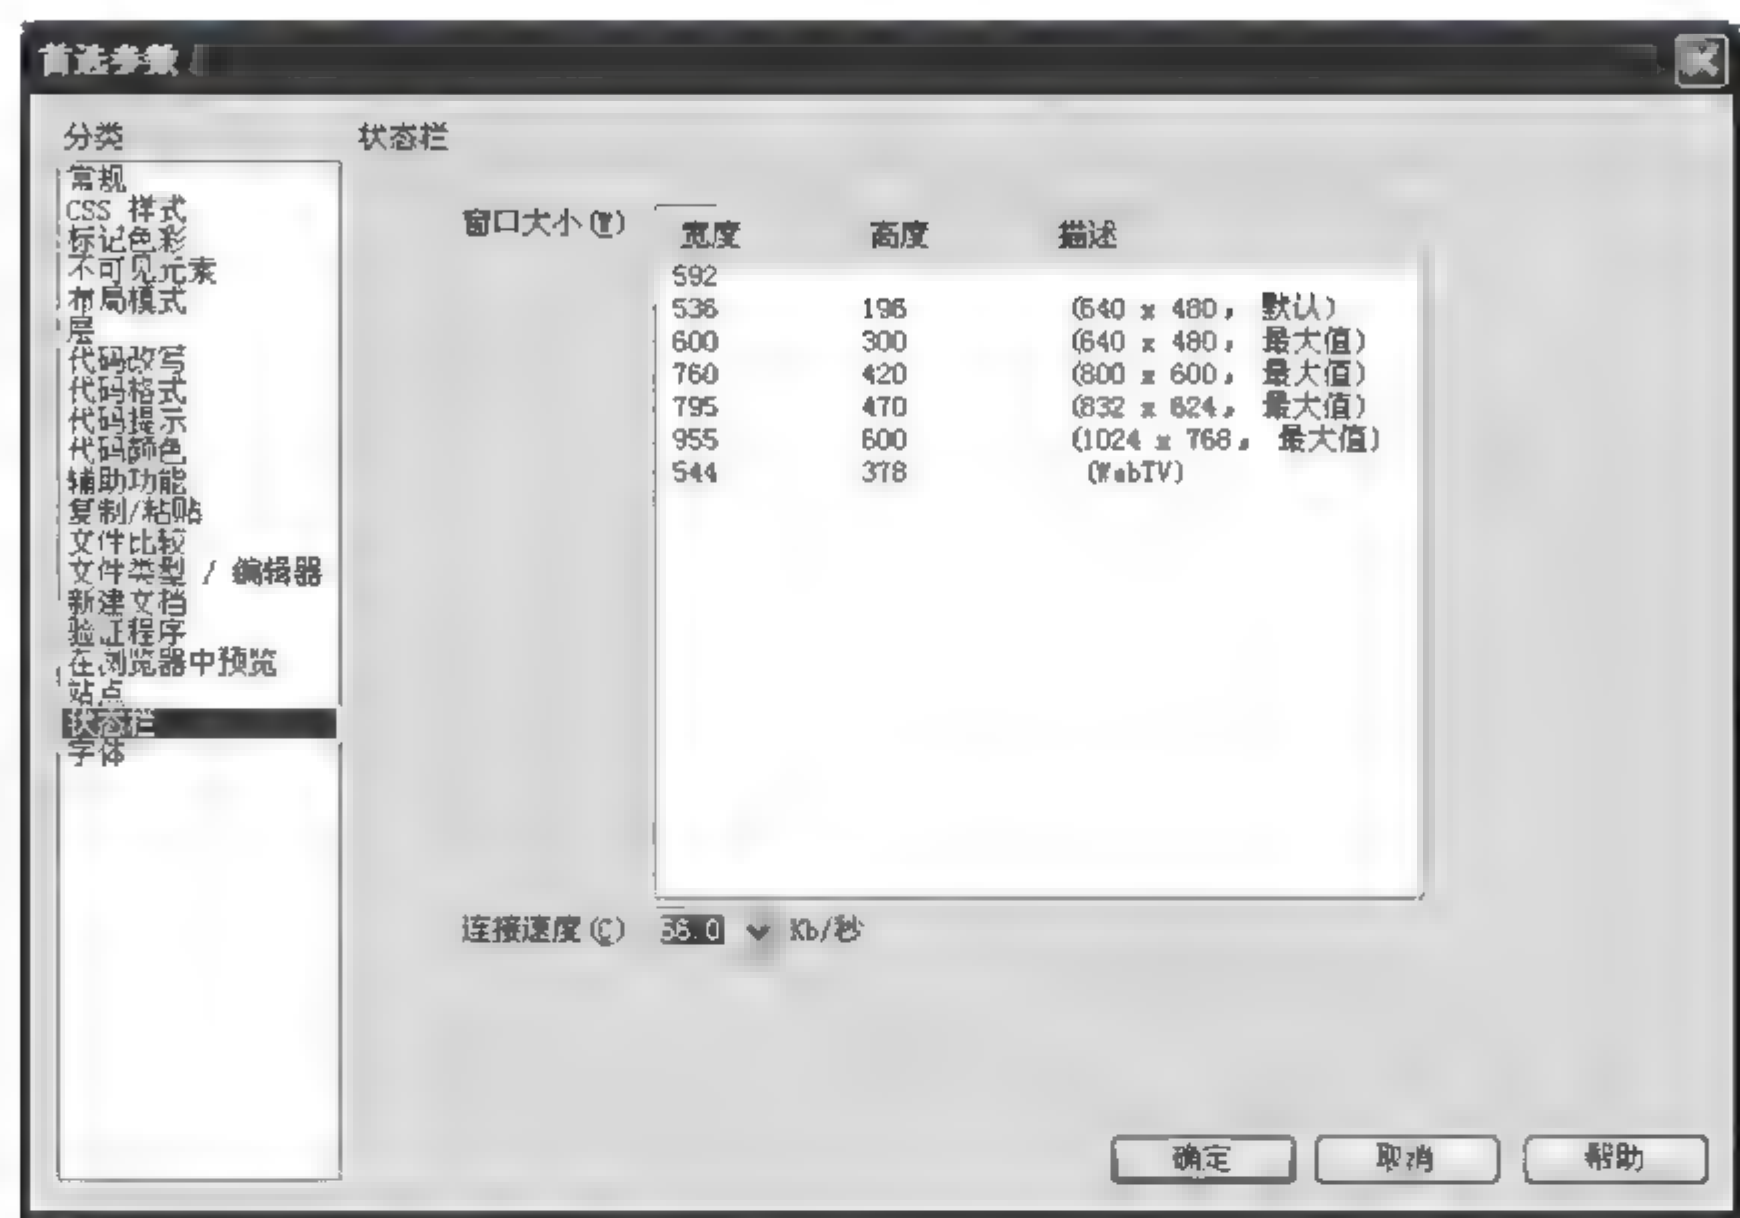 首选参数
分类
常规
CSS 样式
标记色彩
不可见元素
布局模式
层
代码改写
代码格式
代码提示
代码颜色
辅助功能
复制/粘贴
文件比较
文件类型 / 编辑器
新建文档
验证程序
在浏览器中预览
站点
状态栏
字体
状态栏
窗口大小(W)
宽度 高度 描述
592
536 196 (640 x 480, 默认)
600 300 (640 x 480, 最大值)
760 420 (800 x 600, 最大值)
795 470 (832 x 624, 最大值)
955 600 (1024 x 768, 最大值)
544 378 (WebTV)
连接速度(C) 56.0 Kb/秒
确定 取消 帮助